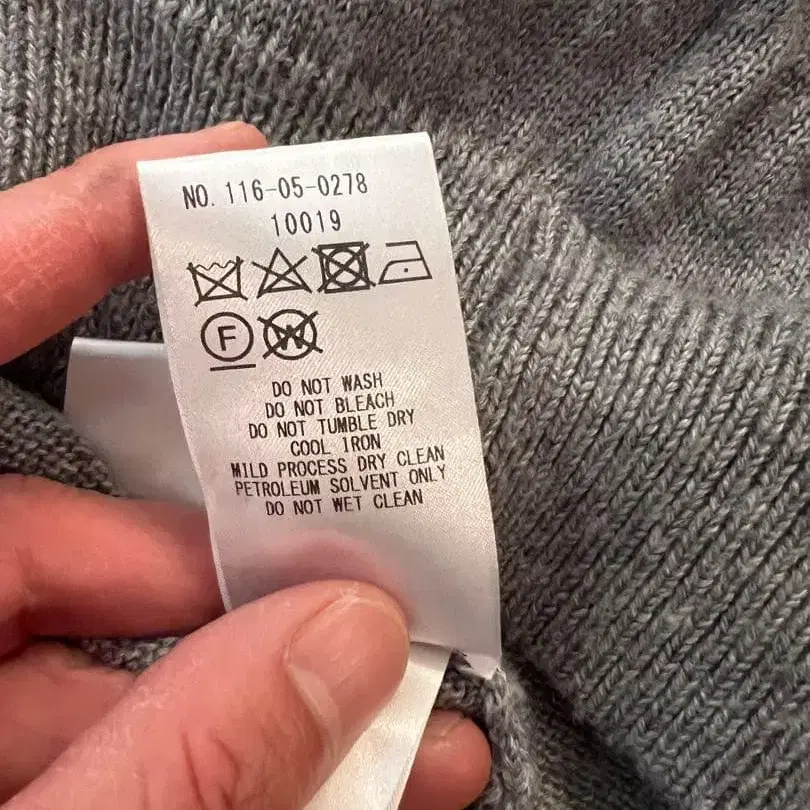 NO. 116-05-0278
10019
F W
DO NOT WASH
DO NOT BLEACH
DO NOT TUMBLE DRY
COOL IRON
MILD PROCESS DRY CLEAN
PETROLEUM SOLVENT ONLY
DO NOT WET CLEAN